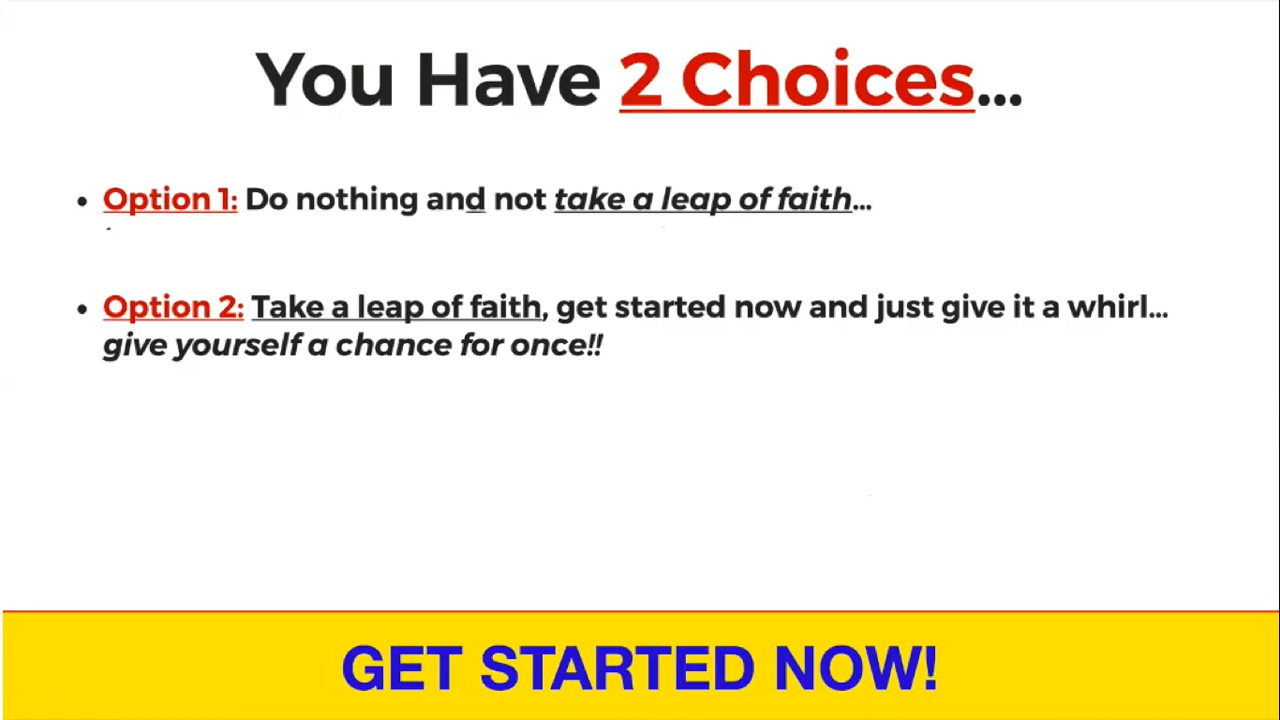 You Have 2 Choices...
• Option 1: Do nothing and not take a leap of faith...
• Option 2: Take a leap of faith, get started now and just give it a whirl...
give yourself a chance for once!!
GET STARTED NOW!